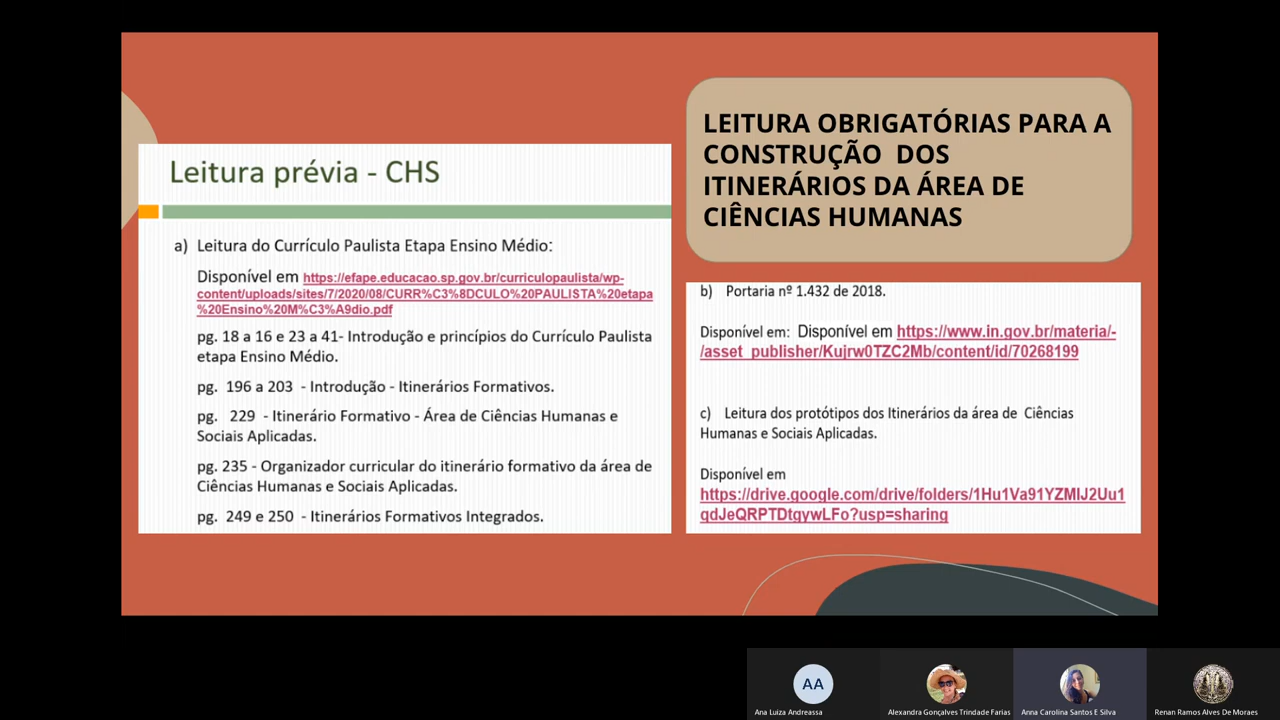 Leitura prévia - CHS
a) Leitura do Currículo Paulista Etapa Ensino Médio:
Disponível em https://efape.educacao.sp.gov.br/curriculopaulista/wp-
content/uploads/sites/7/2020/08/CURR%C3%8DCULO%20PAULISTA%20etapa
%20Ensino%20M%C3%A9dio.pdf
pg. 18 a 16 e 23 a 41- Introdução e princípios do Currículo Paulista
etapa Ensino Médio.
pg. 196 a 203 - Introdução - Itinerários Formativos.
pg. 229 - Itinerário Formativo - Área de Ciências Humanas e
Sociais Aplicadas.
pg. 235 - Organizador curricular do itinerário formativo da área de
Ciências Humanas e Sociais Aplicadas.
pg. 249 e 250 - Itinerários Formativos Integrados.
LEITURA OBRIGATÓRIAS PARA A
CONSTRUÇÃO DOS
ITINERÁRIOS DA ÁREA DE
CIÊNCIAS HUMANAS
b) Portaria nº 1.432 de 2018.
Disponível em: Disponível em https://www.in.gov.br/materia/-
/asset_publisher/Kujrw0TZC2Mb/content/id/70268199
c) Leitura dos protótipos dos Itinerários da área de Ciências
Humanas e Sociais Aplicadas.
Disponível em
https://drive.google.com/drive/folders/1Hu1Va91YZMIJ2Uu1
qdJeQRPTDtgywLFo?usp=sharing
AA
Ana Luiza Andreassa
Alexandra Gonçalves Trindade Farias
Anna Carolina Santos E Silva
Renan Ramos Alves De Moraes